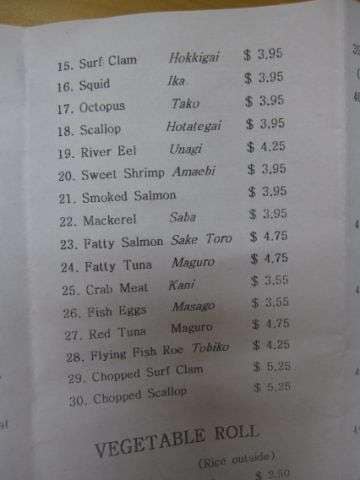 15. Surf Clam Hokkigai $ 3.95
16. Squid Ika $ 3.95
17. Octopus Tako $ 3.95
18. Scallop Hotategai $ 3.95
19. River Eel Unagi $ 4.25
20. Sweet Shrimp Amaebi $ 3.95
21. Smoked Salmon $ 3.95
22. Mackerel Saba $ 3.95
23. Fatty Salmon Sake Toro $ 4.75
24. Fatty Tuna Maguro $ 4.75
25. Crab Meat Kani $ 3.55
26. Fish Eggs Masago $ 3.55
27. Red Tuna Maguro $ 4.75
28. Flying Fish Roe Tobiko $ 4.25
29. Chopped Surf Clam $ 5.25
30. Chopped Scallop $ 5.25
VEGETABLE ROLL
(Rice outside)
$ 2.50